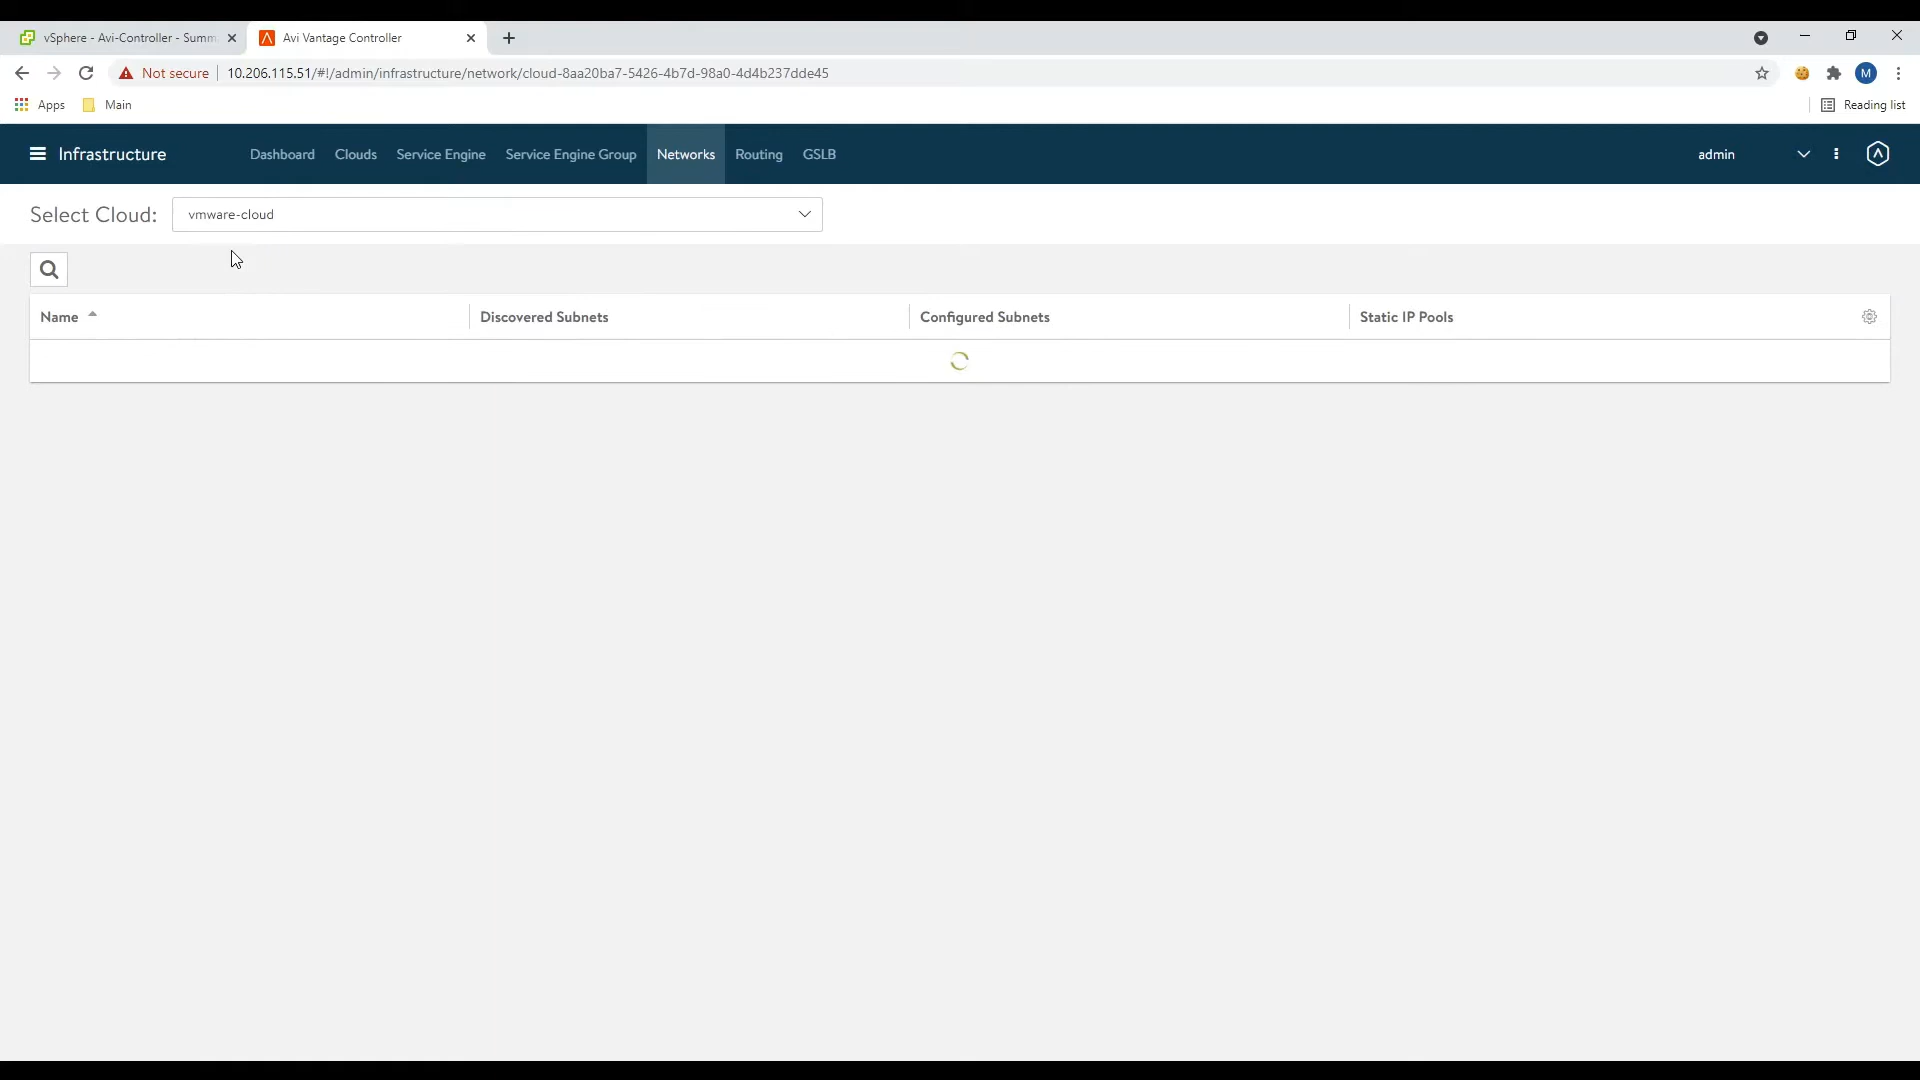 vSphere - Avi-Controller - Summ
Avi Vantage Controller
Not secure
10.206.115.51/#!/admin/infrastructure/network/cloud-8aa20ba7-5426-4b7d-98a0-4d4b237dde45
M
Apps
Main
Reading list
Infrastructure
Dashboard
Clouds
Service Engine
Service Engine Group
Networks
Routing
GSLB
admin
Select Cloud:
vmware-cloud
Name
Discovered Subnets
Configured Subnets
Static IP Pools